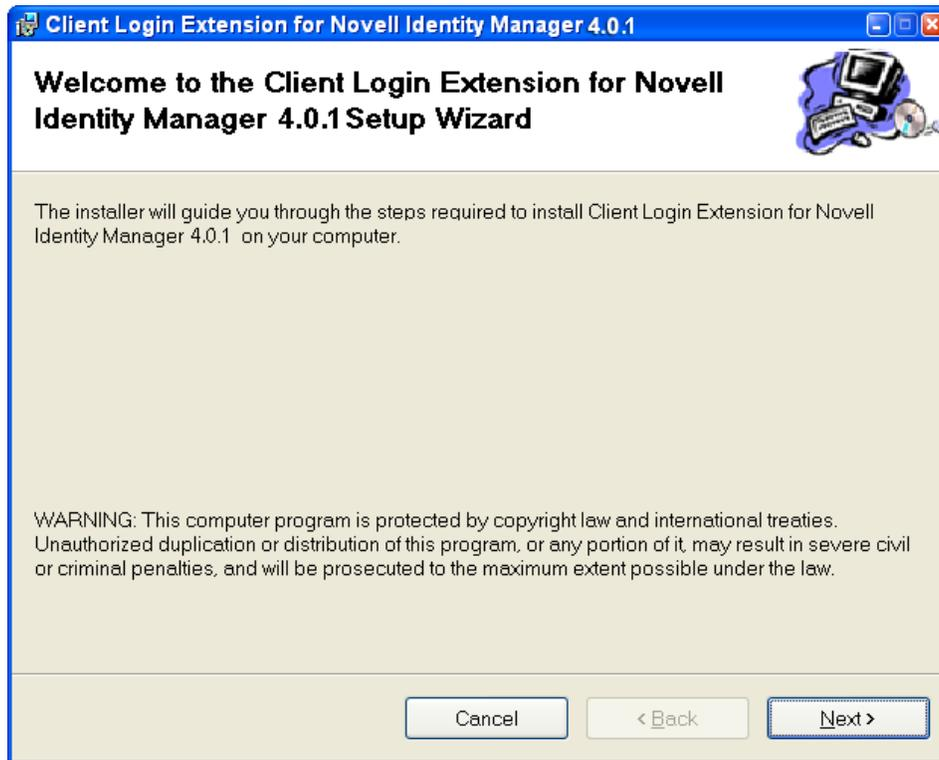 Client Login Extension for Novell Identity Manager 4.0.1
Welcome to the Client Login Extension for Novell
Identity Manager 4.0.1 Setup Wizard
The installer will guide you through the steps required to install Client Login Extension for Novell
Identity Manager 4.0.1 on your computer.
WARNING: This computer program is protected by copyright law and international treaties.
Unauthorized duplication or distribution of this program, or any portion of it, may result in severe civil
or criminal penalties, and will be prosecuted to the maximum extent possible under the law.
Cancel
< Back
Next >